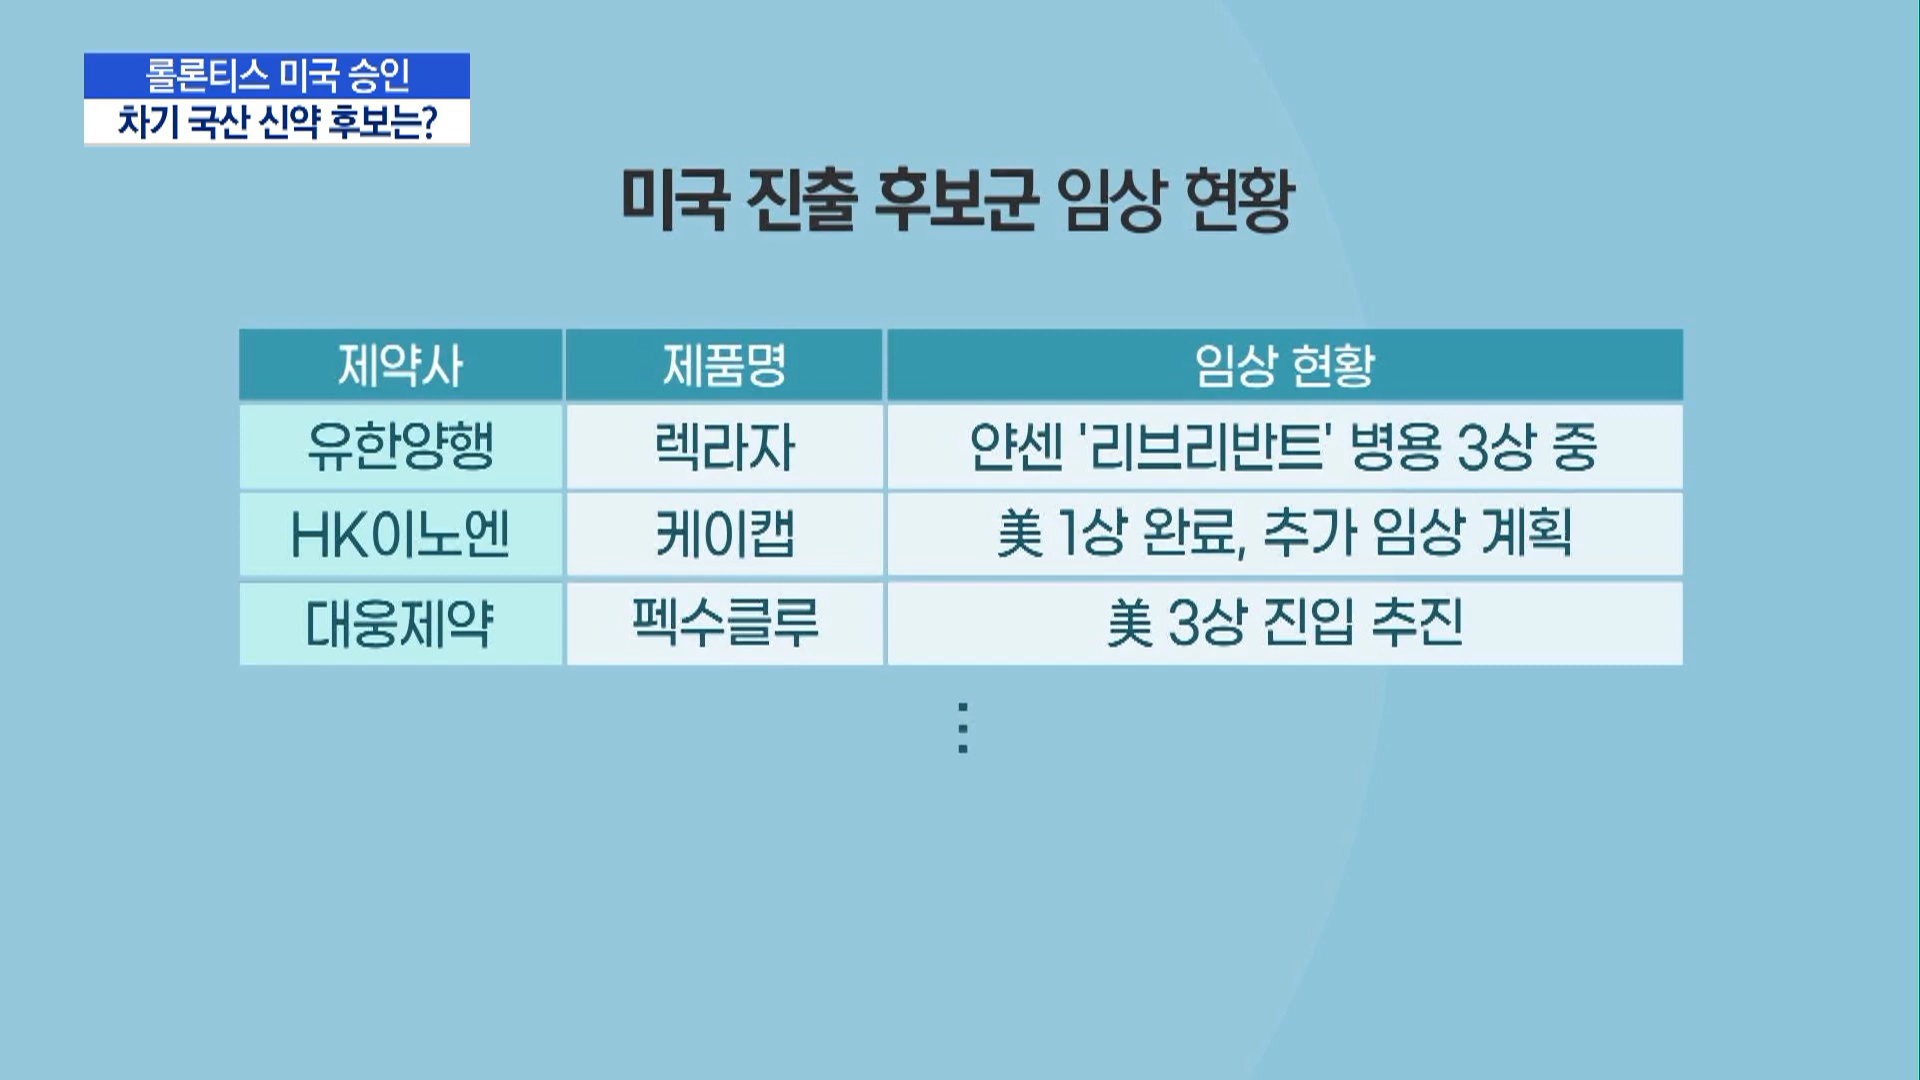 롤론티스 미국 승인
차기 국산 신약 후보는?
미국 진출 후보군 임상 현황
제약사 제품명 임상 현황
유한양행 렉라자 얀센 '리브리반트' 병용 3상 중
HK이노엔 케이캡 美 1상 완료, 추가 임상 계획
대웅제약 펙수클루 美 3상 진입 추진
⋮